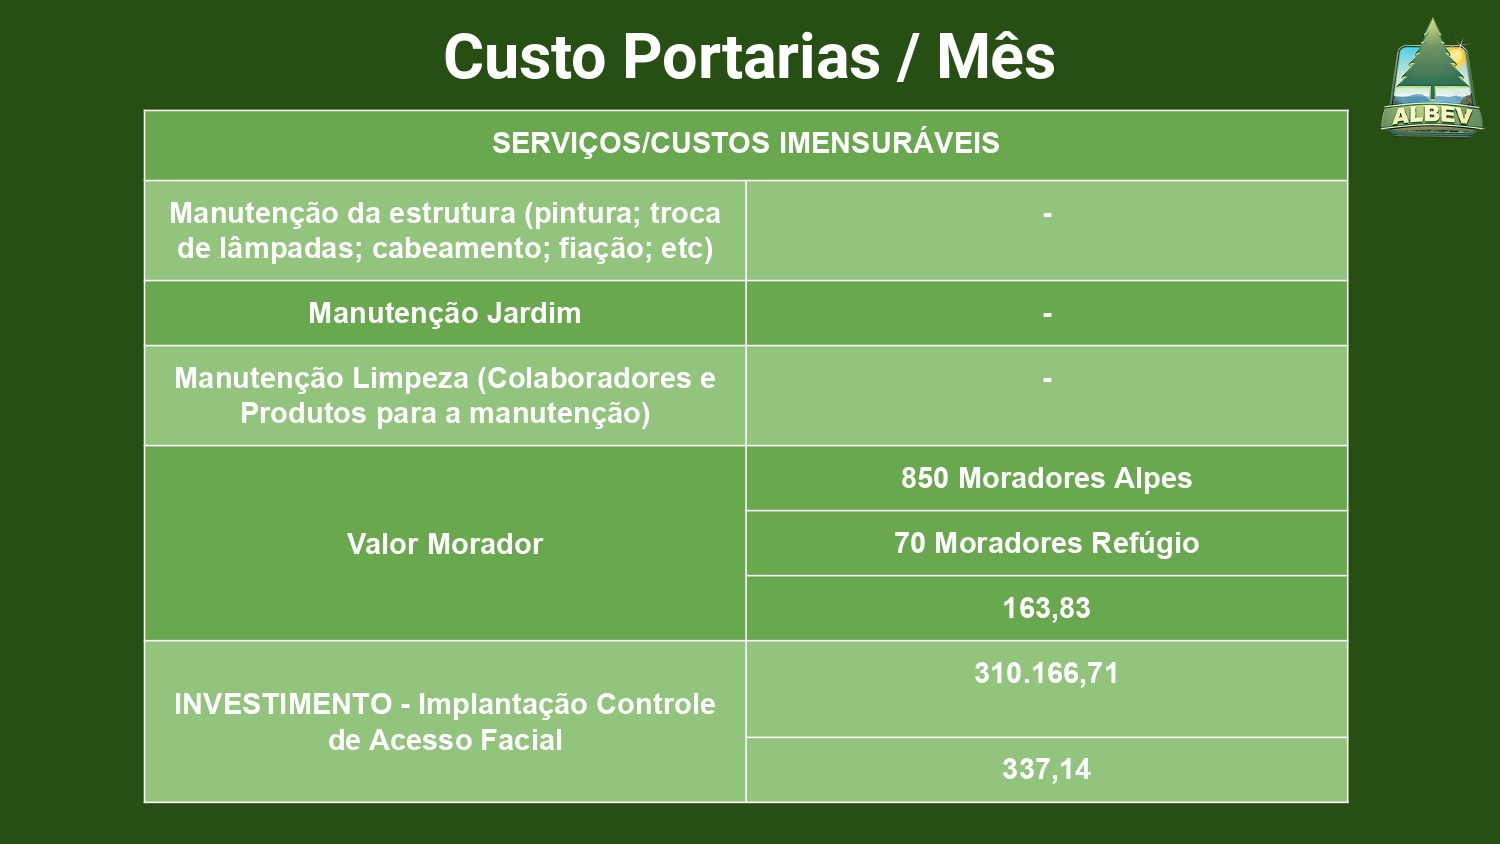 Custo Portarias / Mês
ALBEV
SERVIÇOS/CUSTOS IMENSURÁVEIS
Manutenção da estrutura (pintura; troca
de lâmpadas; cabeamento; fiação; etc)
-
Manutenção Jardim
-
Manutenção Limpeza (Colaboradores e
Produtos para a manutenção)
-
Valor Morador
850 Moradores Alpes
70 Moradores Refúgio
163,83
INVESTIMENTO - Implantação Controle
de Acesso Facial
310.166,71
337,14